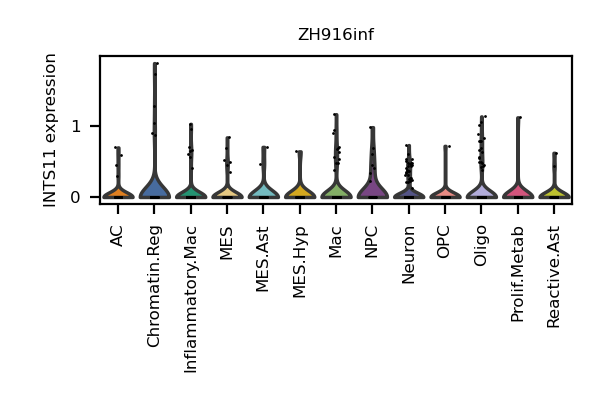 ZH916inf
INTS11 expression
1
0
AC
Chromatin.Reg
Inflammatory.Mac
MES
MES.Ast
MES.Hyp
Mac
NPC
Neuron
OPC
Oligo
Prolif.Metab
Reactive.Ast